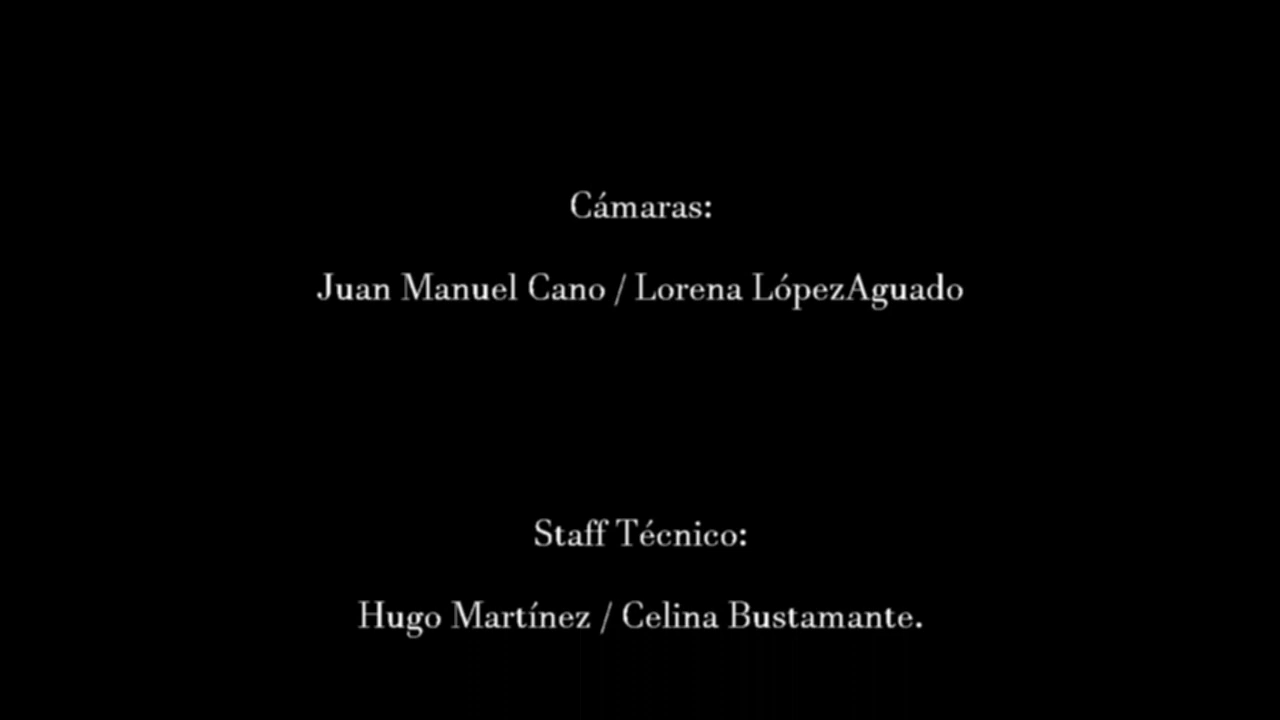 Cámaras:
Juan Manuel Cano / Lorena LópezAguado
Staff Técnico:
Hugo Martínez / Celina Bustamante.